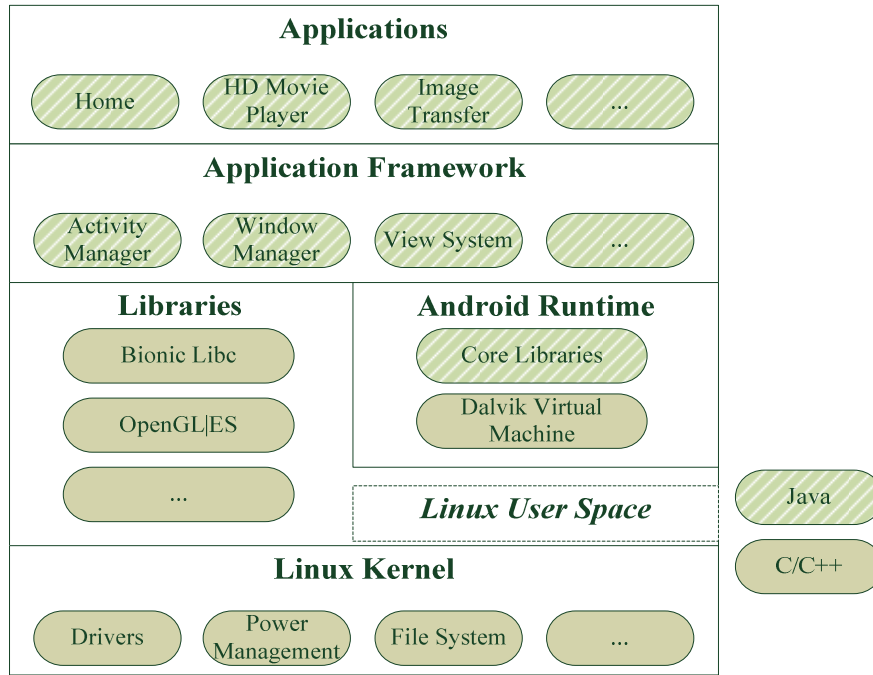 Applications
Home
HD Movie
Player
Image
Transfer
...
Application Framework
Activity
Manager
Window
Manager
View System
...
Libraries
Bionic Libc
OpenGL|ES
...
Android Runtime
Core Libraries
Dalvik Virtual
Machine
Linux User Space
Java
C/C++
Linux Kernel
Drivers
Power
Management
File System
...